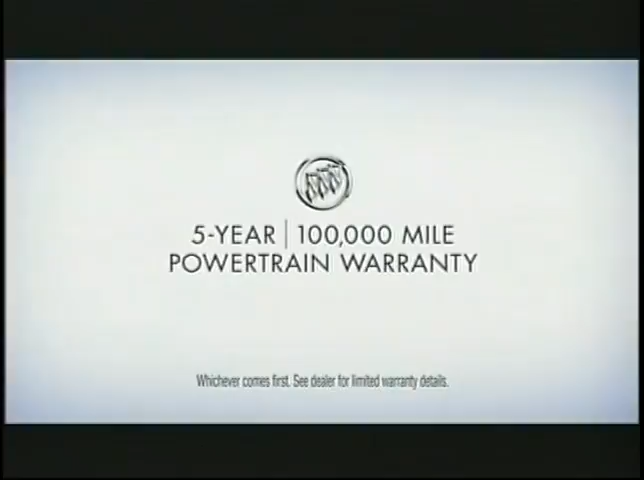 5-YEAR | 100,000 MILE
POWERTRAIN WARRANTY
Whichever comes first. See dealer for limited warranty details.